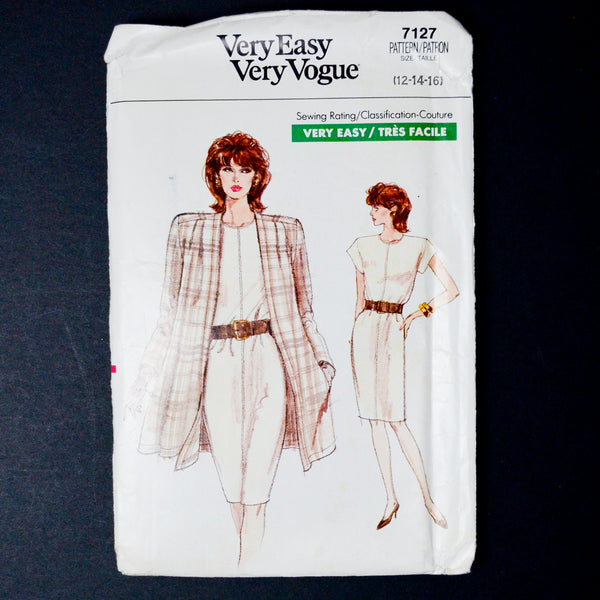 Very Easy
Very Vogue®
7127
PATTERN/PATRON
SIZE TAILLE
(12-14-16)
Sewing Rating/Classification-Couture
VERY EASY / TRÈS FACILE